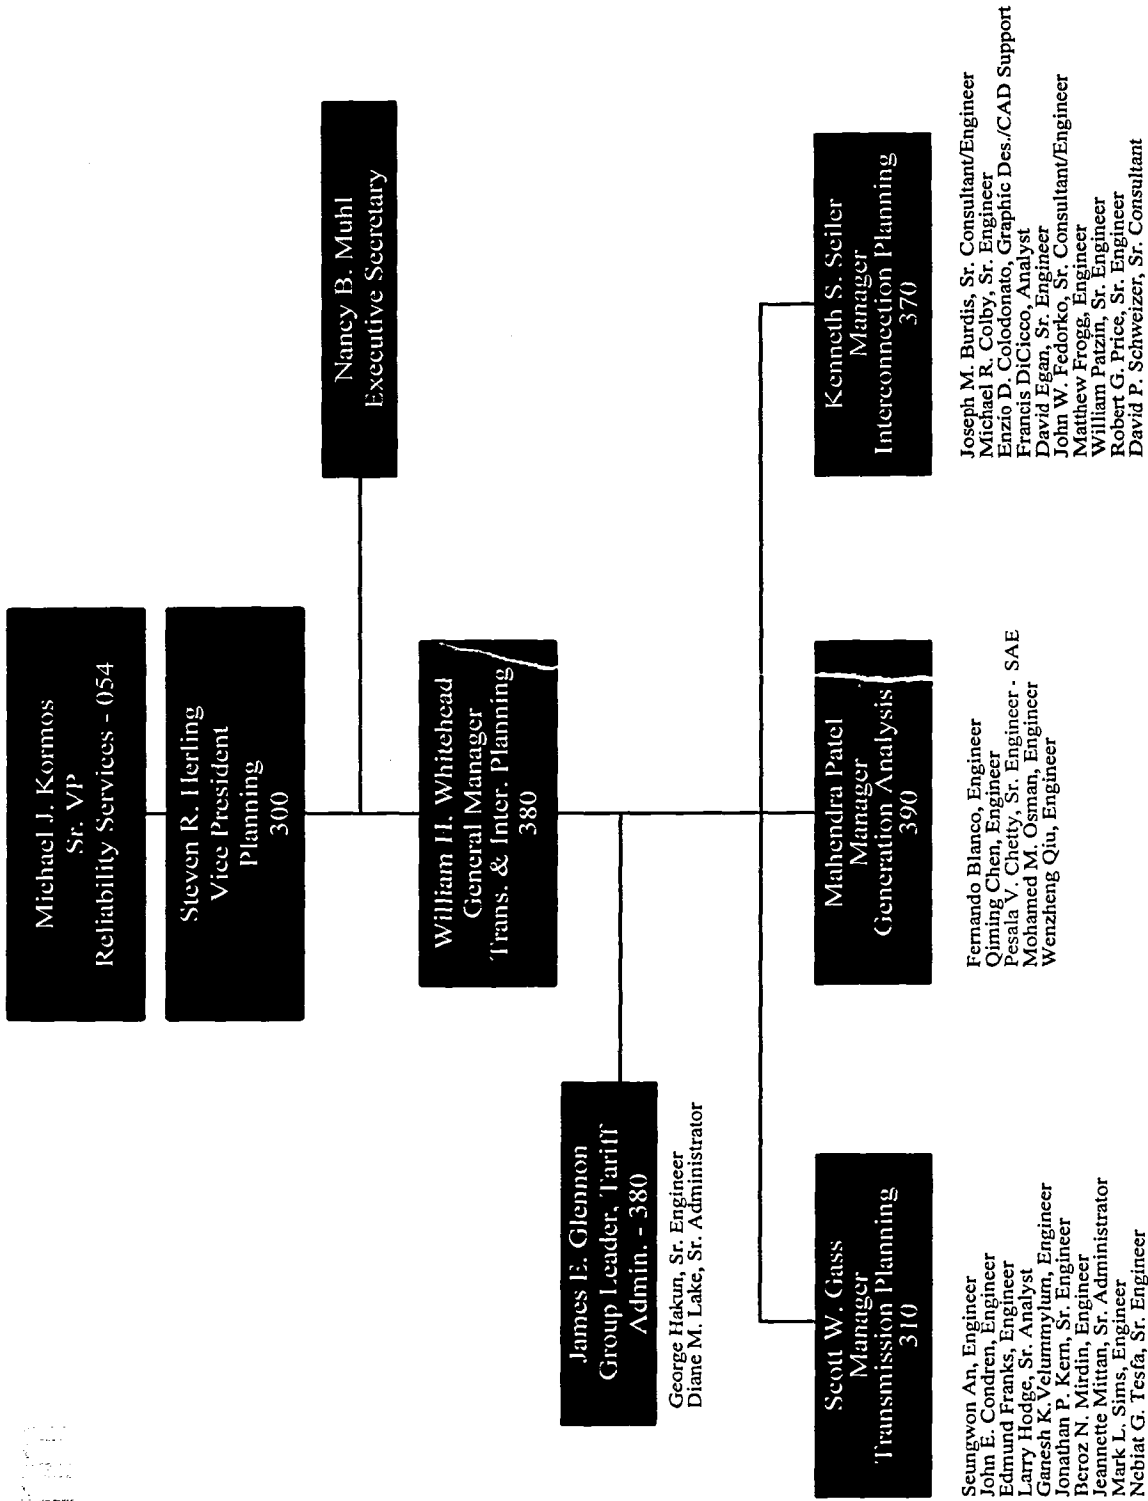 Michael J. Kormos
Sr. VP
Reliability Services - 054
Steven R. Herling
Vice President
Planning
300
Nancy B. Muhl
Executive Secretary
William H. Whitehead
General Manager
Trans. & Inter. Planning
380
James E. Glennon
Group Leader, Tariff
Admin. - 380
George Hakun, Sr. Engineer
Diane M. Lake, Sr. Administrator
Scott W. Gass
Manager
Transmission Planning
310
Seungwon An, Engineer
John E. Condren, Engineer
Edmund Franks, Engineer
Larry Hodge, Sr. Analyst
Ganesh K. Velummylum, Engineer
Jonathan P. Kern, Sr. Engineer
Beroz N. Mirdin, Engineer
Jeannette Mittan, Sr. Administrator
Mark L. Sims, Engineer
Nebiat G. Tesfa, Sr. Engineer
Mahendra Patel
Manager
Generation Analysis
390
Fernando Blanco, Engineer
Qiming Chen, Engineer
Pesala V. Chetty, Sr. Engineer - SAE
Mohamed M. Osman, Engineer
Wenzheng Qiu, Engineer
Kenneth S. Seiler
Manager
Interconnection Planning
370
Joseph M. Burdis, Sr. Consultant/Engineer
Michael R. Colby, Sr. Engineer
Enzio D. Colodonato, Graphic Des./CAD Support
Francis DiCicco, Analyst
David Egan, Sr. Engineer
John W. Fedorko, Sr. Consultant/Engineer
Matthew Frogg, Engineer
William Patzin, Sr. Engineer
Robert G. Price, Sr. Engineer
David P. Schweizer, Sr. Consultant